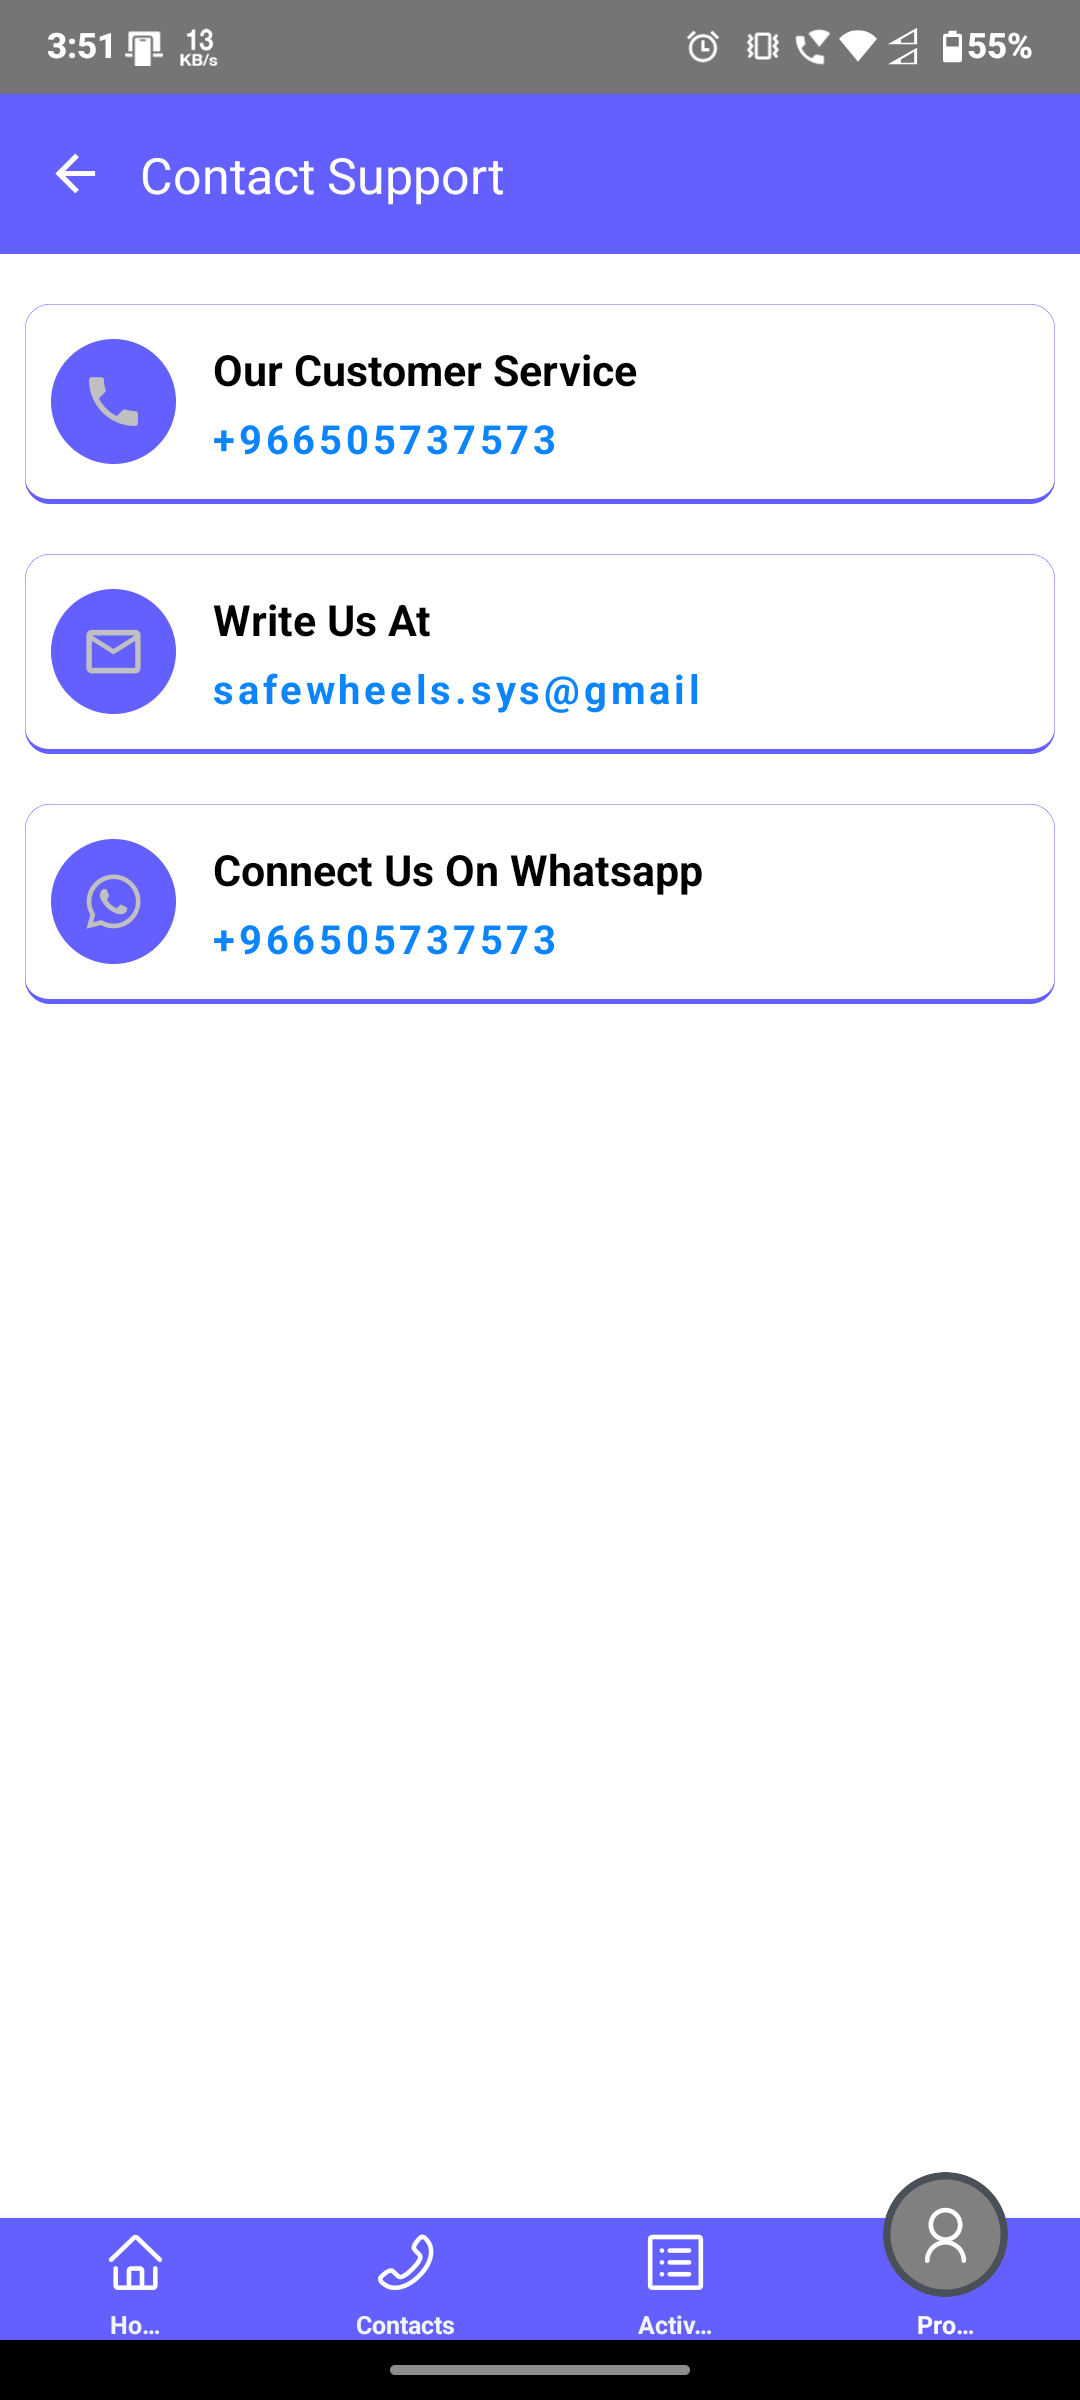 3:51 13 KB/s 55%
Contact Support
Our Customer Service
+966505737573
Write Us At
safewheels.sys@gmail
Connect Us On Whatsapp
+966505737573
Ho... Contacts Activ... Pro...